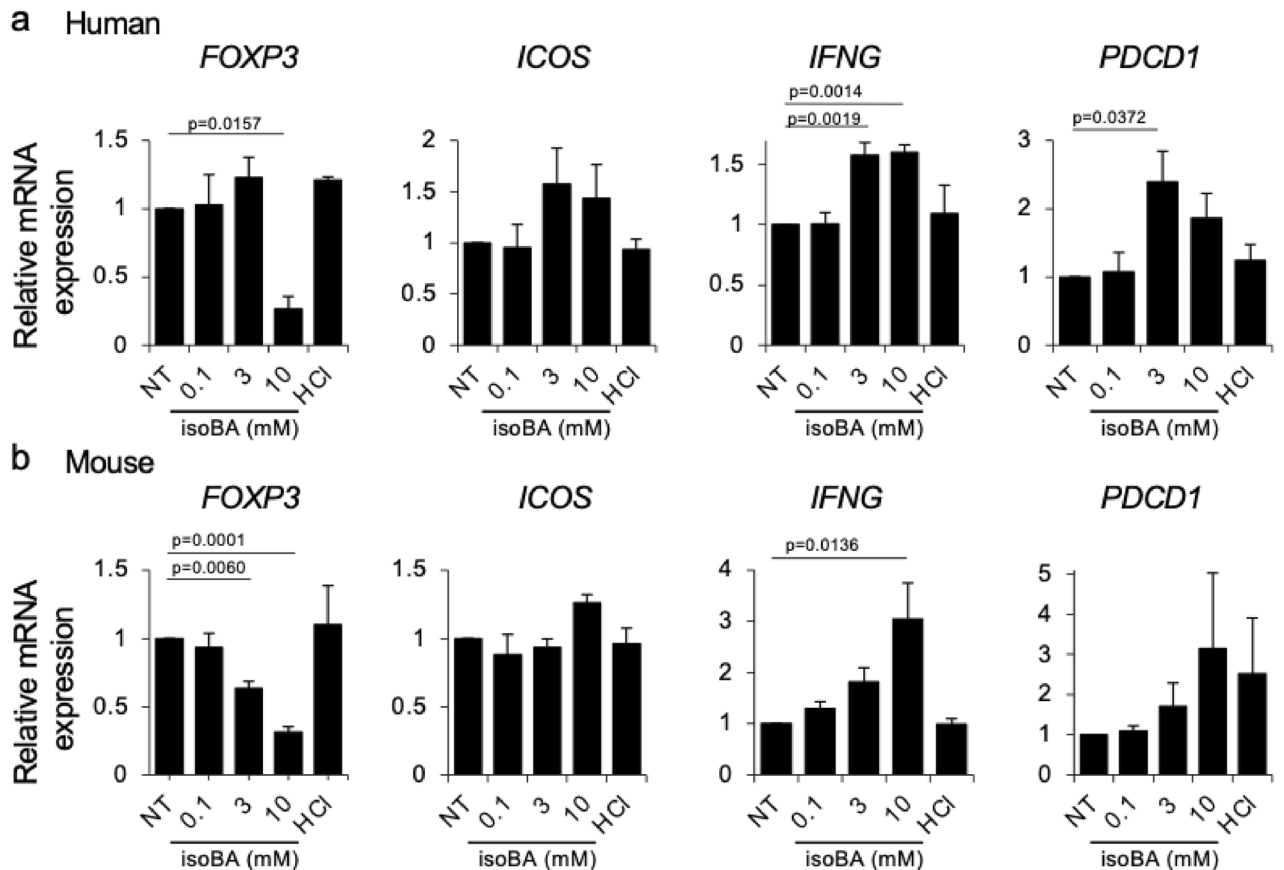 a Human
FOXP3 ICOS IFNG PDCD1
p=0.0157
p=0.0014
p=0.0019
p=0.0372
Relative mRNA
expression
1.5
1
0.5
0
2
1.5
1
0.5
0
1.5
1
0.5
0
3
2
1
0
NT 0.1 3 10 HCl NT 0.1 3 10 HCl NT 0.1 3 10 HCl NT 0.1 3 10 HCl
isoBA (mM) isoBA (mM) isoBA (mM) isoBA (mM)
b Mouse
FOXP3 ICOS IFNG PDCD1
p=0.0001
p=0.0060
p=0.0136
Relative mRNA
expression
1.5
1
0.5
0
1.5
1
0.5
0
4
3
2
1
0
5
4
3
2
1
0
NT 0.1 3 10 HCl NT 0.1 3 10 HCl NT 0.1 3 10 HCl NT 0.1 3 10 HCl
isoBA (mM) isoBA (mM) isoBA (mM) isoBA (mM)